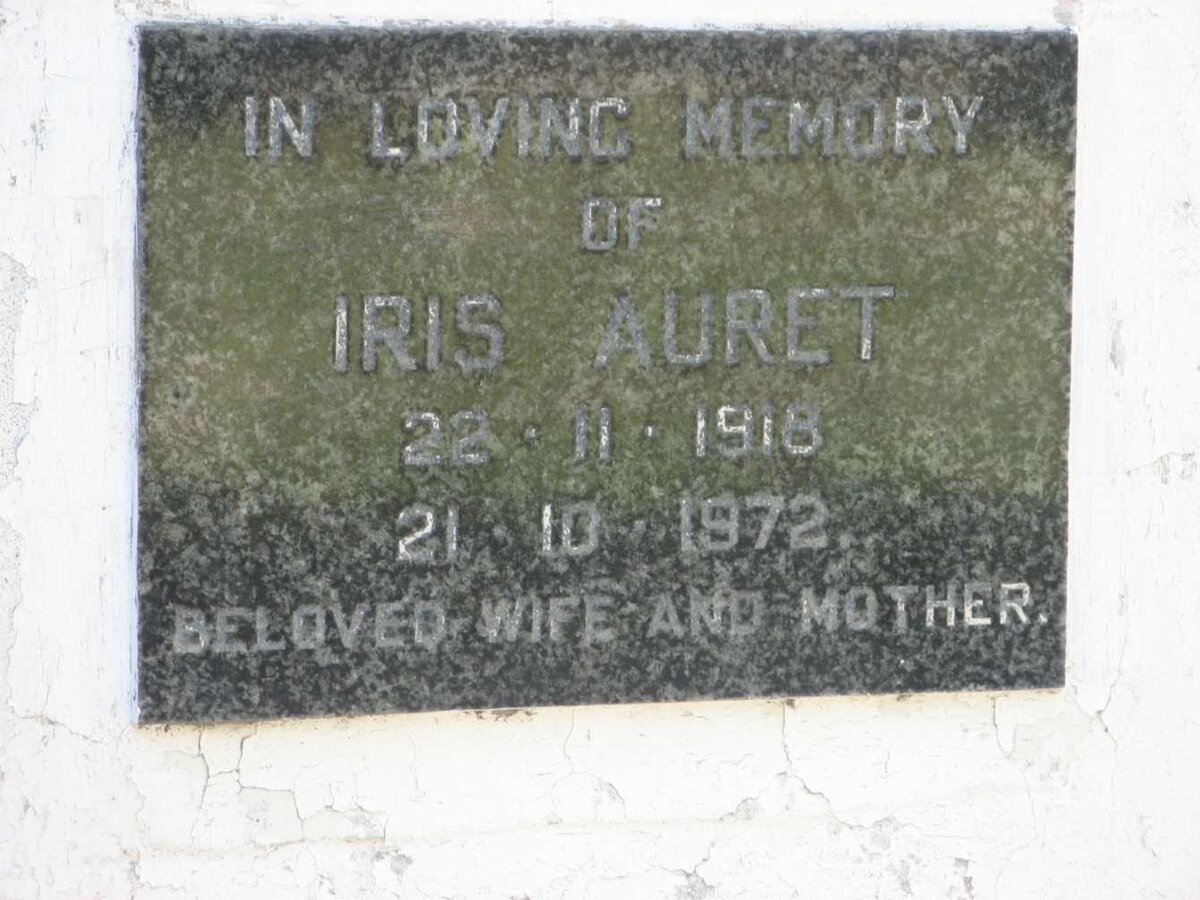 IN LOVING MEMORY
OF
IRIS AURET
22 · 11 · 1918
21 · 10 · 1972.
BELOVED WIFE AND MOTHER.